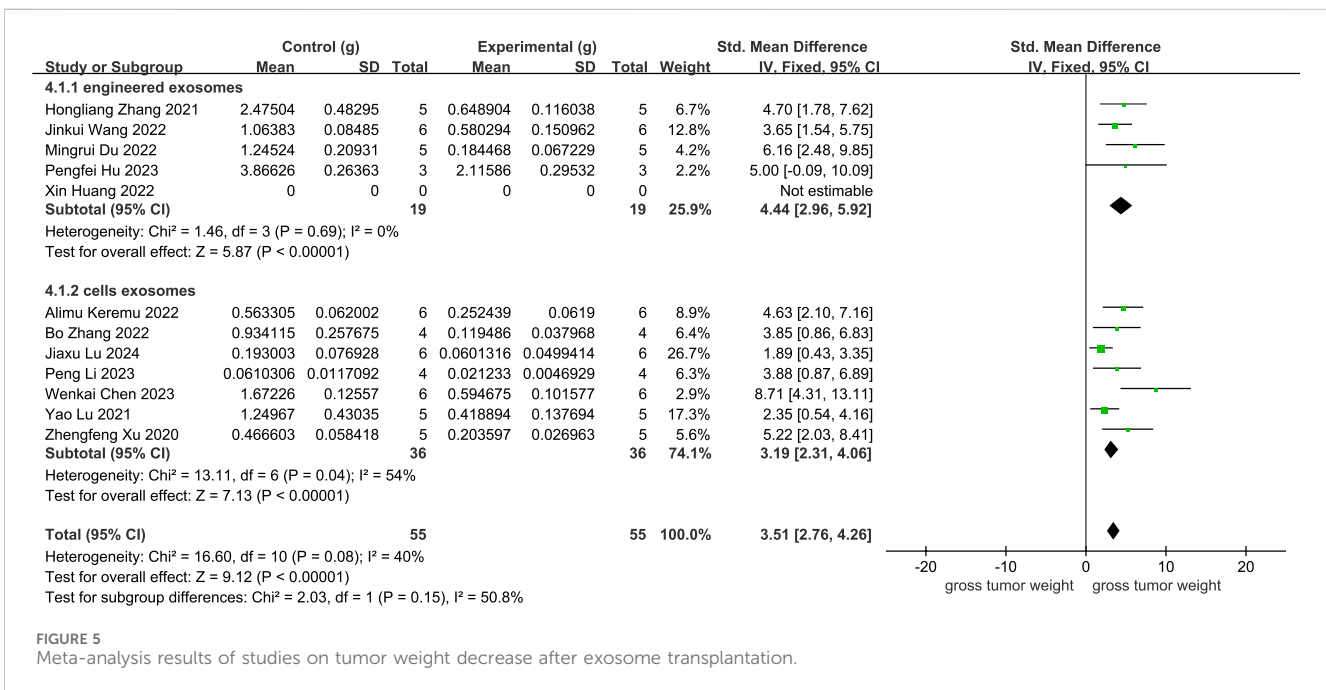 Control (g) Experimental (g) Std. Mean Difference Std. Mean Difference
Study or Subgroup Mean SD Total Mean SD Total Weight IV, Fixed, 95% CI IV, Fixed, 95% CI
4.1.1 engineered exosomes
Hongliang Zhang 2021 2.47504 0.48295 5 0.648904 0.116038 5 6.7% 4.70 [1.78, 7.62]
Jinkui Wang 2022 1.06383 0.08485 6 0.580294 0.150962 6 12.8% 3.65 [1.54, 5.75]
Mingrui Du 2022 1.24524 0.20931 5 0.184468 0.067229 5 4.2% 6.16 [2.48, 9.85]
Pengfei Hu 2023 3.86626 0.26363 3 2.11586 0.29532 3 2.2% 5.00 [-0.09, 10.09]
Xin Huang 2022 0 0 0 0 0 0 Not estimable
Subtotal (95% CI) 19 19 25.9% 4.44 [2.96, 5.92]
Heterogeneity: Chi² = 1.46, df = 3 (P = 0.69); I² = 0%
Test for overall effect: Z = 5.87 (P < 0.00001)
4.1.2 cells exosomes
Alimu Keremu 2022 0.563305 0.062002 6 0.252439 0.0619 6 8.9% 4.63 [2.10, 7.16]
Bo Zhang 2022 0.934115 0.257675 4 0.119486 0.037968 4 6.4% 3.85 [0.86, 6.83]
Jiaxu Lu 2024 0.193003 0.076928 6 0.0601316 0.0499414 6 26.7% 1.89 [0.43, 3.35]
Peng Li 2023 0.0610306 0.0117092 4 0.021233 0.0046929 4 6.3% 3.88 [0.87, 6.89]
Wenkai Chen 2023 1.67226 0.12557 6 0.594675 0.101577 6 2.9% 8.71 [4.31, 13.11]
Yao Lu 2021 1.24967 0.43035 5 0.418894 0.137694 5 17.3% 2.35 [0.54, 4.16]
Zhengfeng Xu 2020 0.466603 0.058418 5 0.203597 0.026963 5 5.6% 5.22 [2.03, 8.41]
Subtotal (95% CI) 36 36 74.1% 3.19 [2.31, 4.06]
Heterogeneity: Chi² = 13.11, df = 6 (P = 0.04); I² = 54%
Test for overall effect: Z = 7.13 (P < 0.00001)
Total (95% CI) 55 55 100.0% 3.51 [2.76, 4.26]
Heterogeneity: Chi² = 16.60, df = 10 (P = 0.08); I² = 40%
Test for overall effect: Z = 9.12 (P < 0.00001)
Test for subgroup differences: Chi² = 2.03, df = 1 (P = 0.15), I² = 50.8%
-20 -10 0 10 20
gross tumor weight gross tumor weight
FIGURE 5
Meta-analysis results of studies on tumor weight decrease after exosome transplantation.